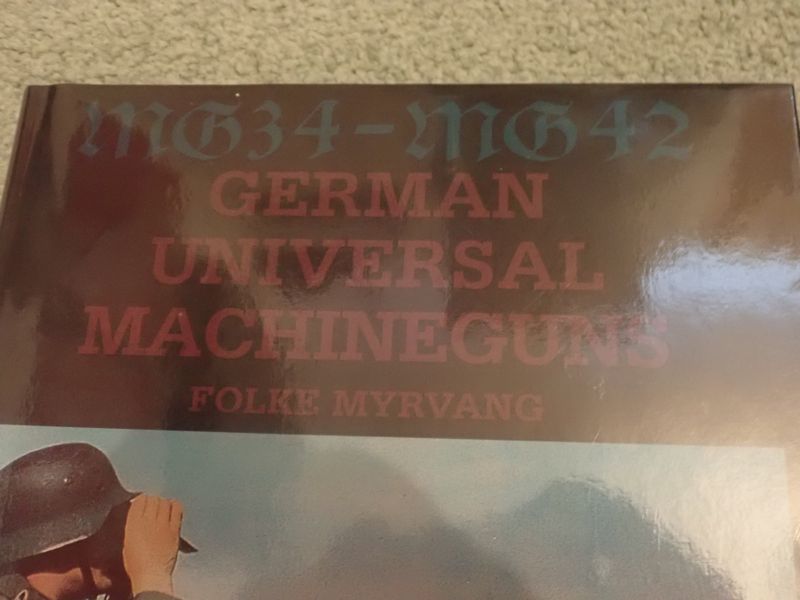 MG34-MG42
GERMAN
UNIVERSAL
MACHINEGUNS
FOLKE MYRVANG